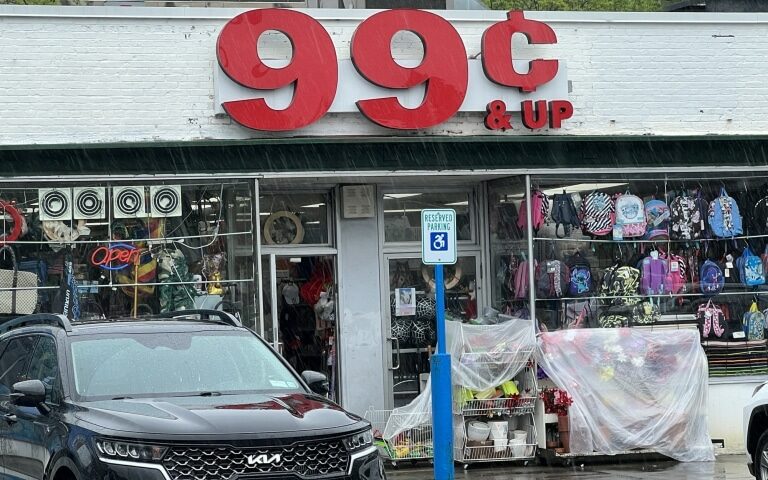 99¢
& UP
Open
RESERVED
PARKING
KIA